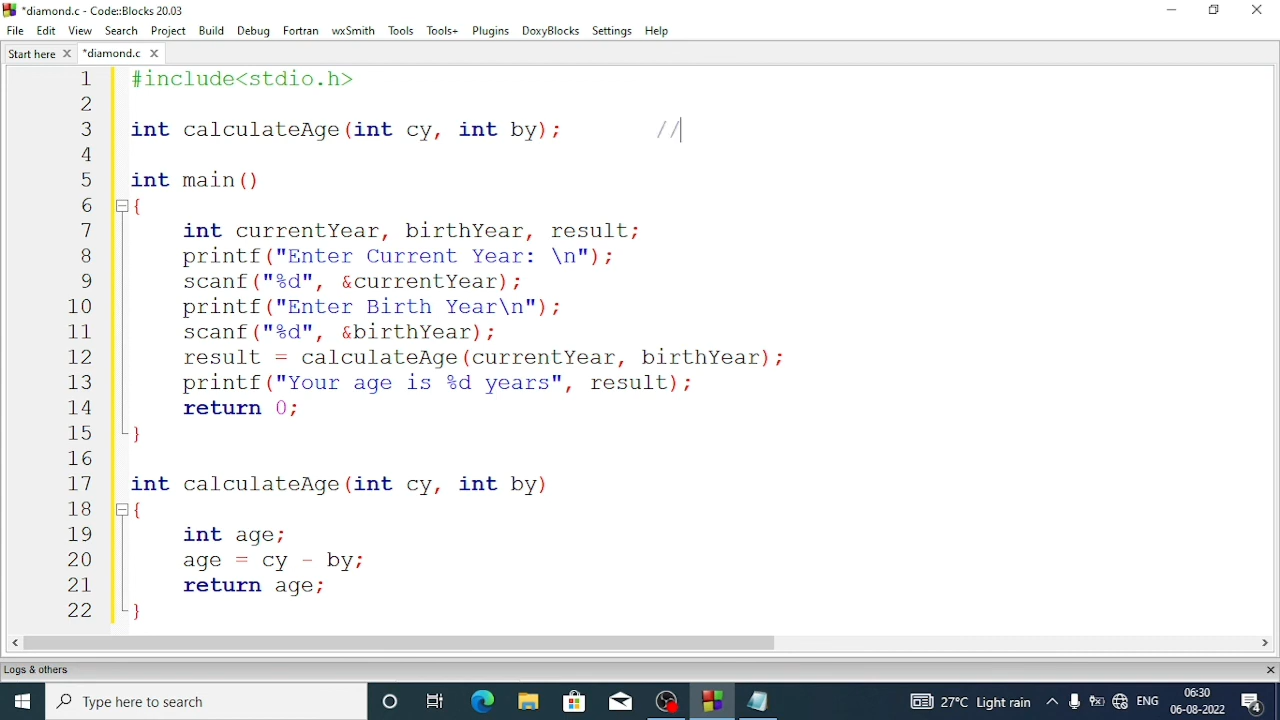 *diamond.c - Code::Blocks 20.03
File Edit View Search Project Build Debug Fortran wxSmith Tools Tools+ Plugins DoxyBlocks Settings Help
Start here *diamond.c
1 #include<stdio.h>
2
3 int calculateAge(int cy, int by); //
4
5 int main()
6 {
7 int currentYear, birthYear, result;
8 printf("Enter Current Year: \n");
9 scanf("%d", &currentYear);
10 printf("Enter Birth Year\n");
11 scanf("%d", &birthYear);
12 result = calculateAge(currentYear, birthYear);
13 printf("Your age is %d years", result);
14 return 0;
15 }
16
17 int calculateAge(int cy, int by)
18 {
19 int age;
20 age = cy - by;
21 return age;
22 }
Logs & others
Type here to search 27°C Light rain ENG 06:30
06-08-2022 4